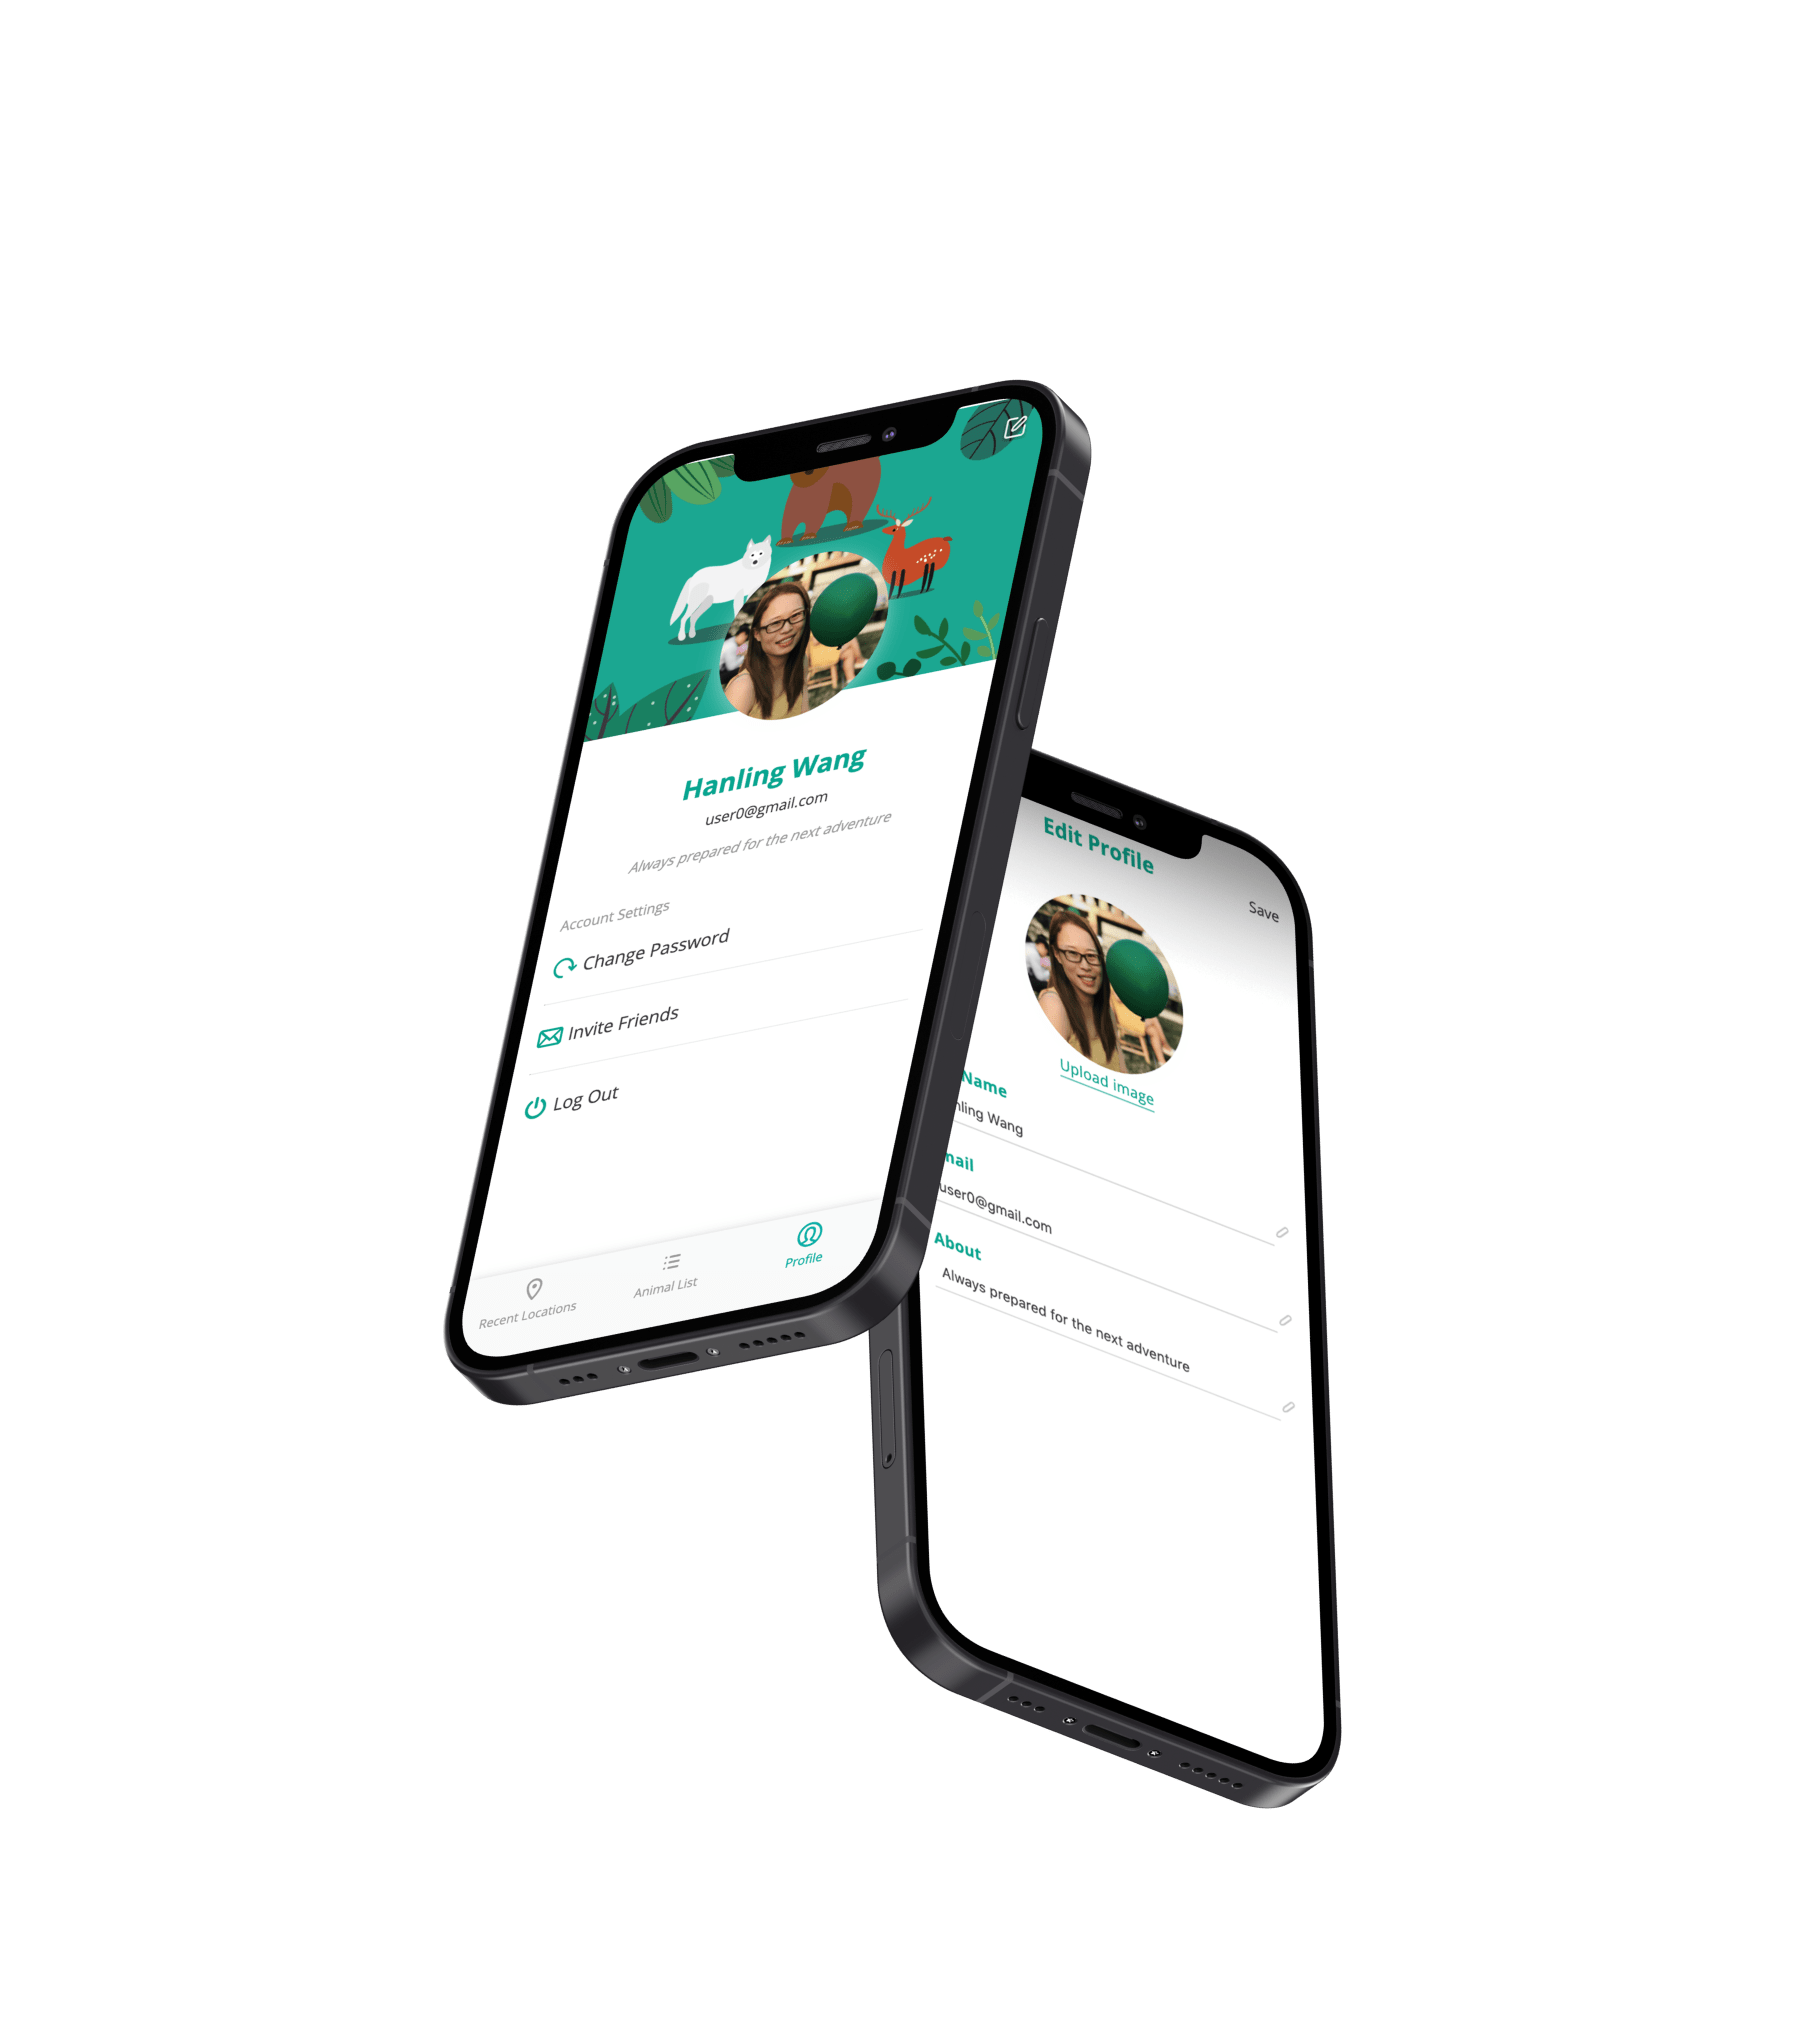 Hanling Wang
user0@gmail.com
Always prepared for the next adventure
Account Settings
Change Password
Invite Friends
Log Out
Recent Locations
Animal List
Profile
Edit Profile
Save
Upload image
Name
nling Wang
mail
user0@gmail.com
About
Always prepared for the next adventure